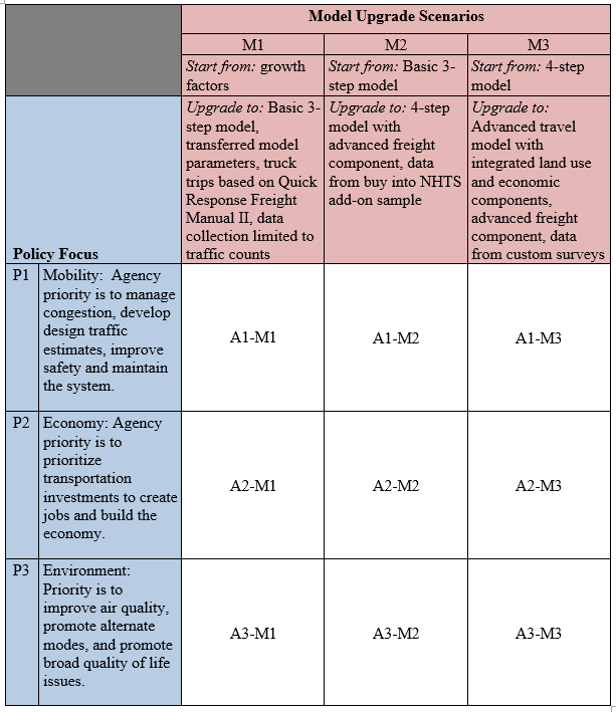 Model Upgrade Scenarios
M1
M2
M3
Start from: growth
factors
Start from: Basic 3-
step model
Start from: 4-step
model
Policy Focus
Upgrade to: Basic 3-
step model,
transferred model
parameters, truck
trips based on Quick
Response Freight
Manual II, data
collection limited to
traffic counts
Upgrade to: 4-step
model with
advanced freight
component, data
from buy into NHTS
add-on sample
Upgrade to:
Advanced travel
model with
integrated land use
and economic
components,
advanced freight
component, data
from custom surveys
P1
Mobility: Agency
priority is to manage
congestion, develop
design traffic
estimates, improve
safety and maintain
the system.
A1-M1
A1-M2
A1-M3
P2
Economy: Agency
priority is to
prioritize
transportation
investments to create
jobs and build the
economy.
A2-M1
A2-M2
A2-M3
P3
Environment:
Priority is to
improve air quality,
promote alternate
modes, and promote
broad quality of life
issues.
A3-M1
A3-M2
A3-M3